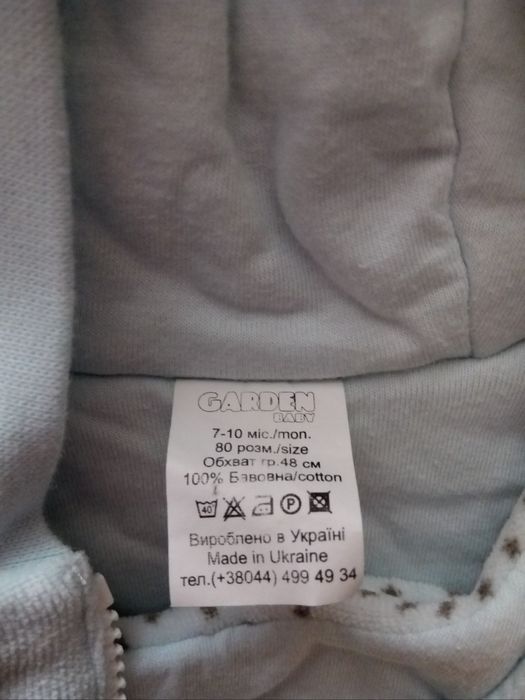 GARDEN
BABY
7-10 міс./mon.
80 розм./size
Обхват гр.48 см
100% Бавовна/cotton
40 P
Вироблено в Україні
Made in Ukraine
тел.(+38044) 499 49 34